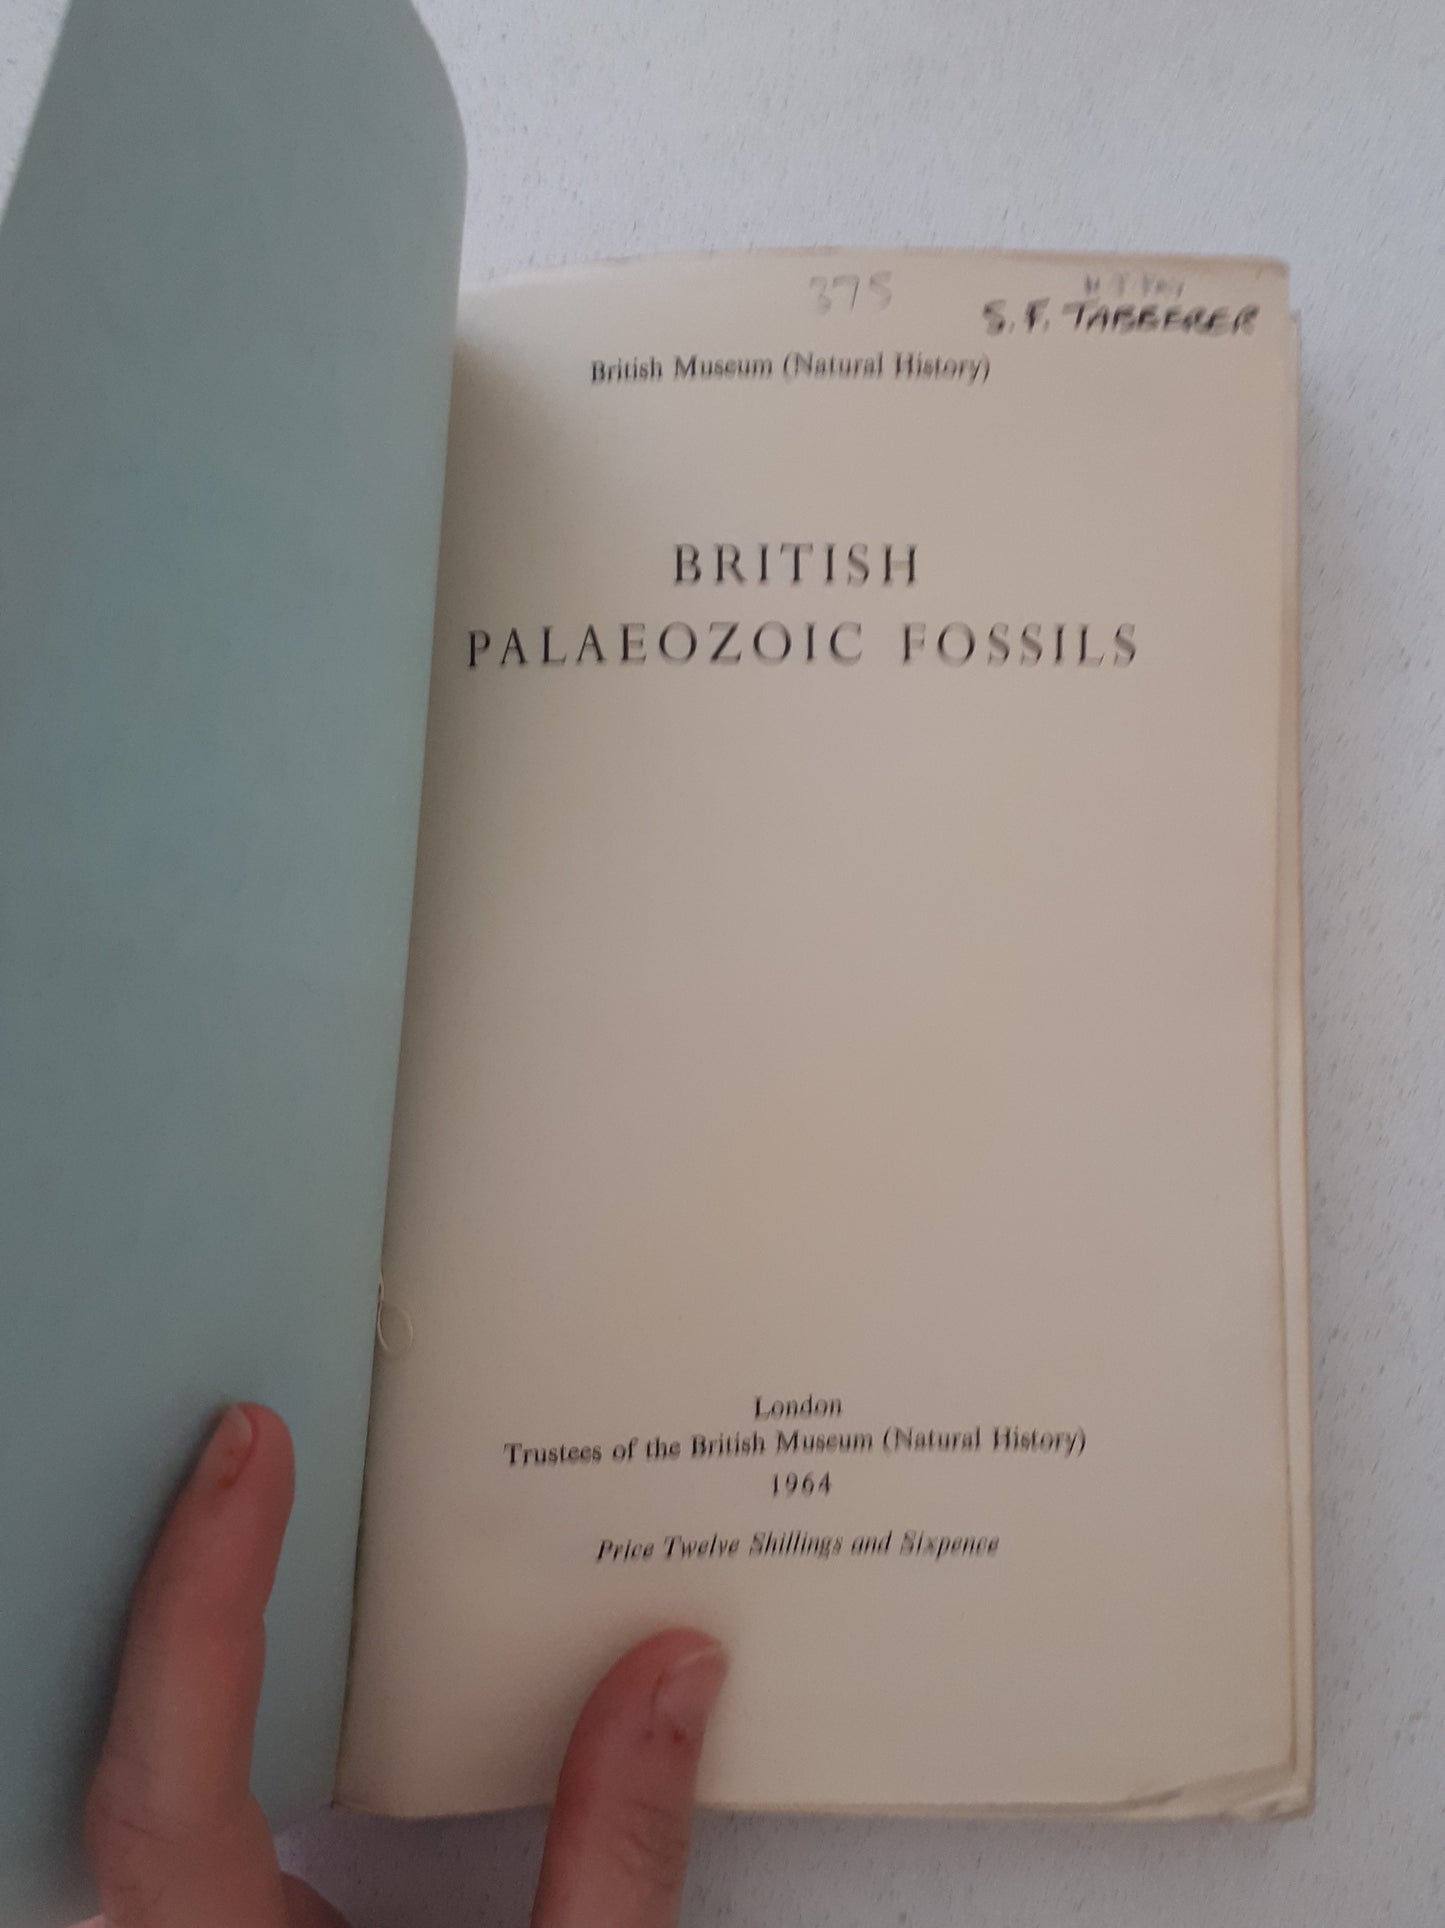 375
S. F. TABBERER
British Museum (Natural History)
BRITISH
PALAEOZOIC FOSSILS
London
Trustees of the British Museum (Natural History)
1964
Price Twelve Shillings and Sixpence